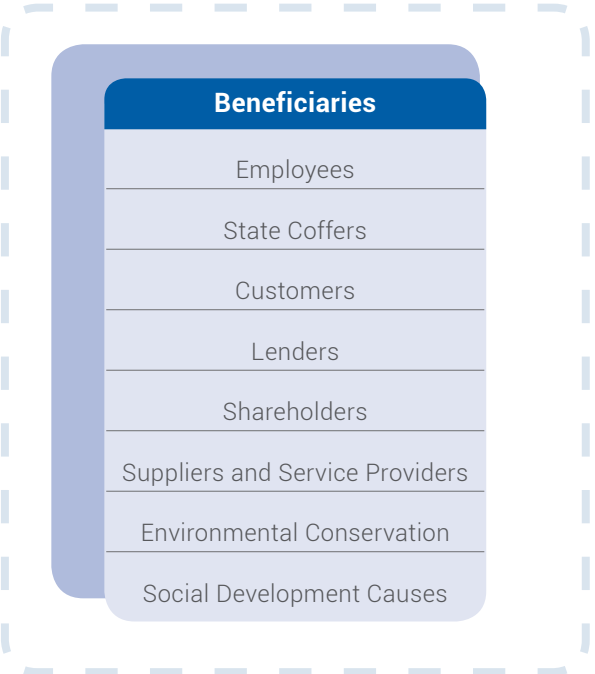 Beneficiaries
Employees
State Coffers
Customers
Lenders
Shareholders
Suppliers and Service Providers
Environmental Conservation
Social Development Causes